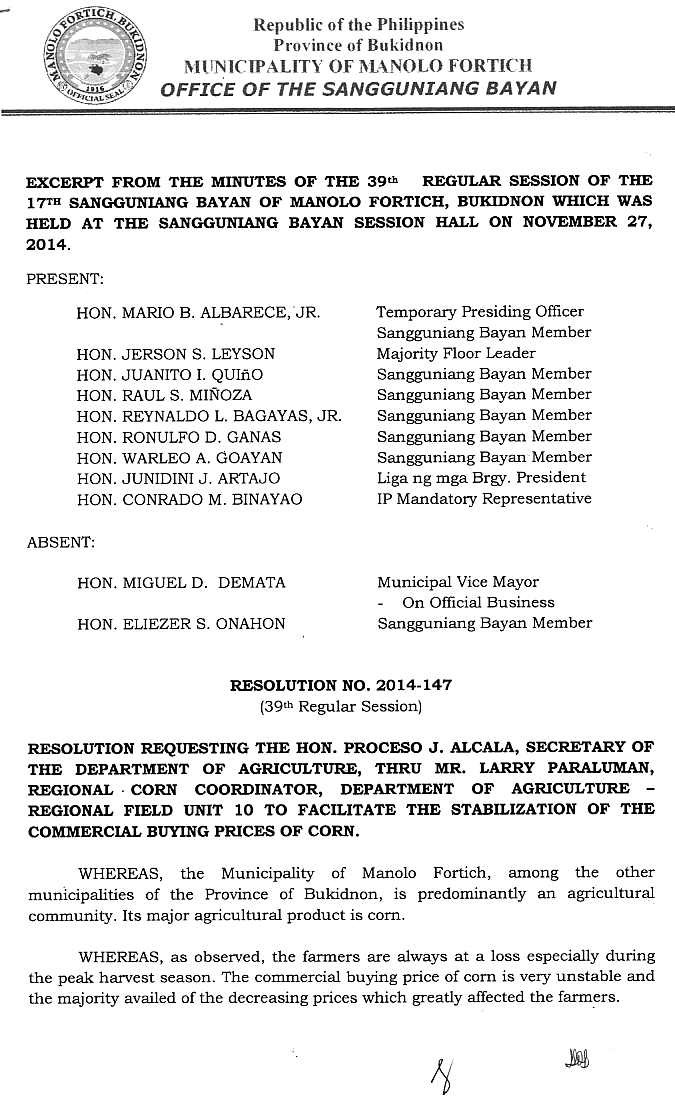 Republic of the Philippines
Province of Bukidnon
MUNICIPALITY OF MANOLO FORTICH
OFFICE OF THE SANGGUNIANG BAYAN
MANOLO FORTICH, BUKIDNON
1916
OFFICIAL SEAL
EXCERPT FROM THE MINUTES OF THE 39th REGULAR SESSION OF THE
17TH SANGGUNIANG BAYAN OF MANOLO FORTICH, BUKIDNON WHICH WAS
HELD AT THE SANGGUNIANG BAYAN SESSION HALL ON NOVEMBER 27,
2014.
PRESENT:
HON. MARIO B. ALBARECE, JR. Temporary Presiding Officer
Sangguniang Bayan Member
HON. JERSON S. LEYSON Majority Floor Leader
HON. JUANITO I. QUIñO Sangguniang Bayan Member
HON. RAUL S. MIÑOZA Sangguniang Bayan Member
HON. REYNALDO L. BAGAYAS, JR. Sangguniang Bayan Member
HON. RONULFO D. GANAS Sangguniang Bayan Member
HON. WARLEO A. GOAYAN Sangguniang Bayan Member
HON. JUNIDINI J. ARTAJO Liga ng mga Brgy. President
HON. CONRADO M. BINAYAO IP Mandatory Representative
ABSENT:
HON. MIGUEL D. DEMATA Municipal Vice Mayor
- On Official Business
HON. ELIEZER S. ONAHON Sangguniang Bayan Member
RESOLUTION NO. 2014-147
(39th Regular Session)
RESOLUTION REQUESTING THE HON. PROCESO J. ALCALA, SECRETARY OF
THE DEPARTMENT OF AGRICULTURE, THRU MR. LARRY PARALUMAN,
REGIONAL CORN COORDINATOR, DEPARTMENT OF AGRICULTURE –
REGIONAL FIELD UNIT 10 TO FACILITATE THE STABILIZATION OF THE
COMMERCIAL BUYING PRICES OF CORN.
WHEREAS, the Municipality of Manolo Fortich, among the other
municipalities of the Province of Bukidnon, is predominantly an agricultural
community. Its major agricultural product is corn.
WHEREAS, as observed, the farmers are always at a loss especially during
the peak harvest season. The commercial buying price of corn is very unstable and
the majority availed of the decreasing prices which greatly affected the farmers.